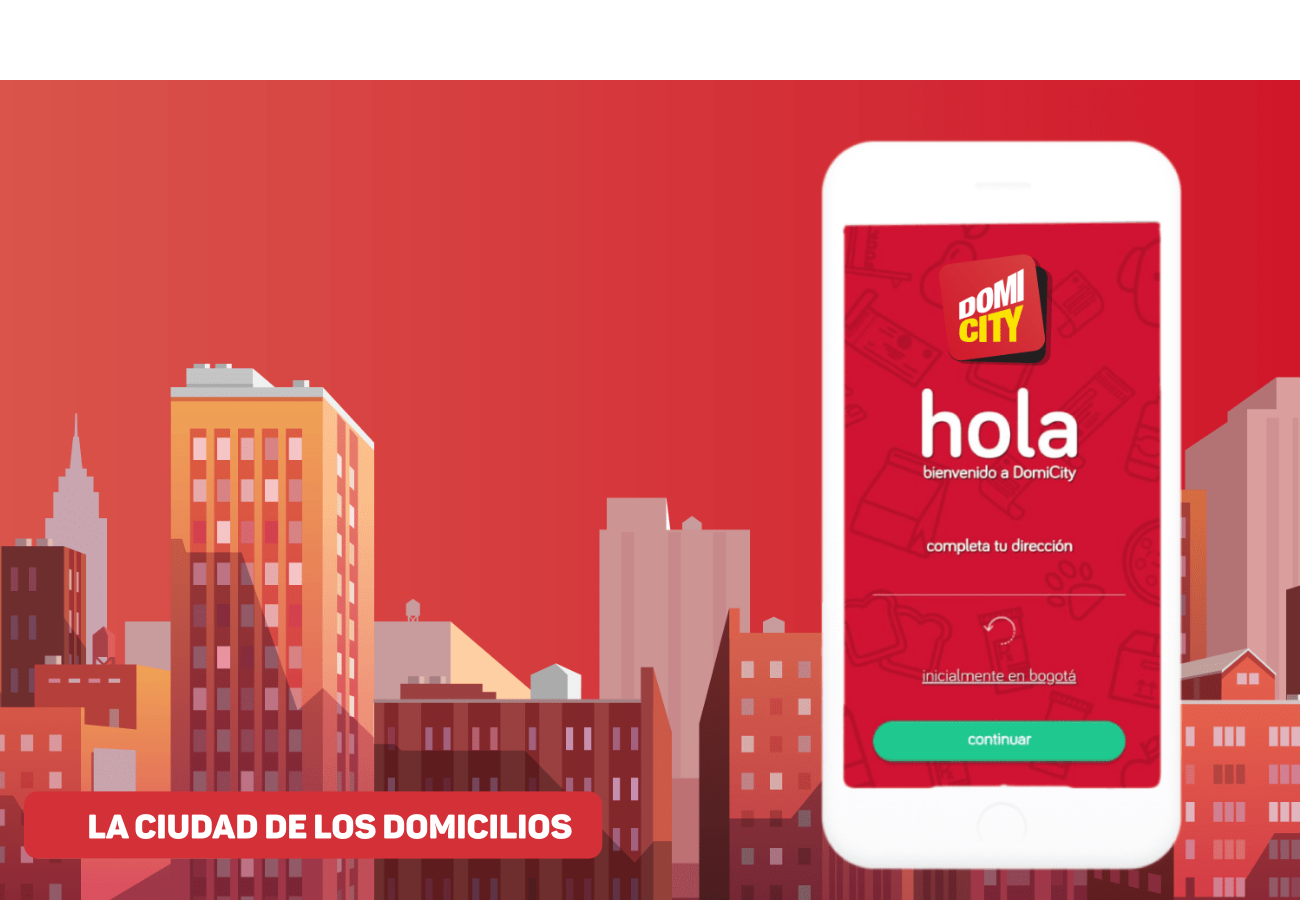 DOMI
CITY
hola
bienvenido a DomiCity
completa tu dirección
inicialmente en bogotá
continuar
LA CIUDAD DE LOS DOMICILIOS